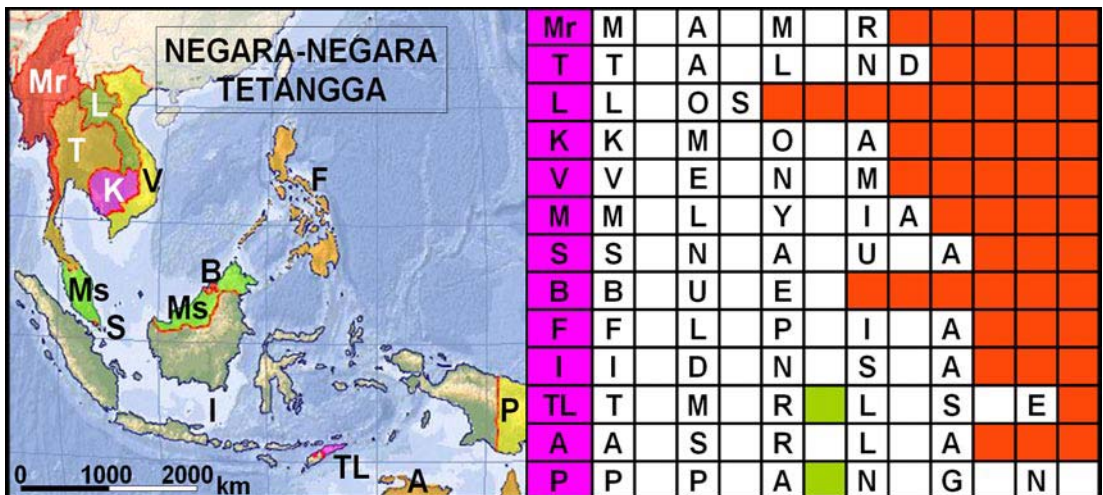 NEGARA-NEGARA
TETANGGA
Mr
L
T
K
V
F
B
Ms
Ms
S
I
P
TL
A
0 1000 2000 km
Mr M A M R
T T A L N D
L L O S
K K M O A
V V E N M
M M L Y I A
S S N A U A
B B U E
F F L P I A
I I D N S A
TL T M R L S E
A A S R L A
P P P A N G N